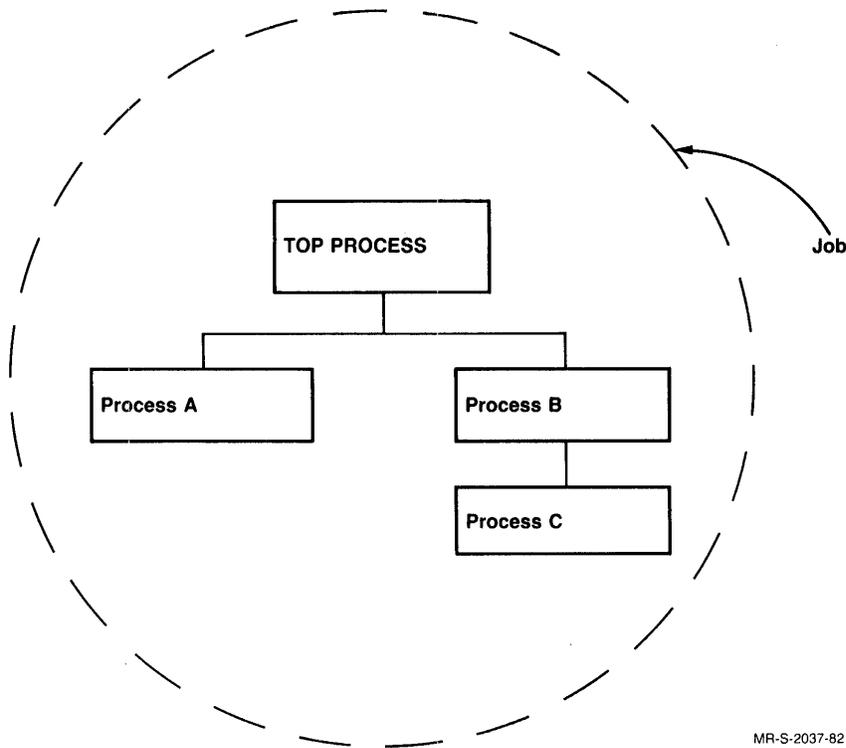 TOP PROCESS
Job
Process A
Process B
Process C
MR-S-2037-82